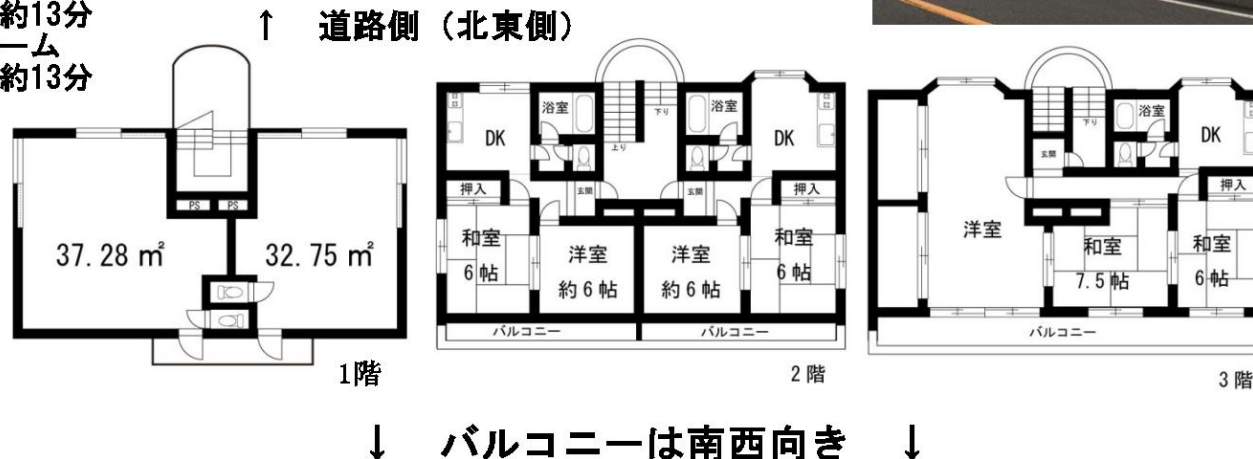 約13分
ーム
約13分
↑ 道路側（北東側）
37.28 ㎡
32.75 ㎡
PS
PS
1階
DK
浴室
下り
上り
浴室
DK
押入
玄関
玄関
押入
和室
6 帖
洋室
約 6 帖
洋室
約 6 帖
和室
6 帖
バルコニー
バルコニー
2 階
浴室
下り
玄関
DK
押入
洋室
和室
7.5 帖
和室
6 帖
バルコニー
3 階
↓ バルコニーは南西向き ↓